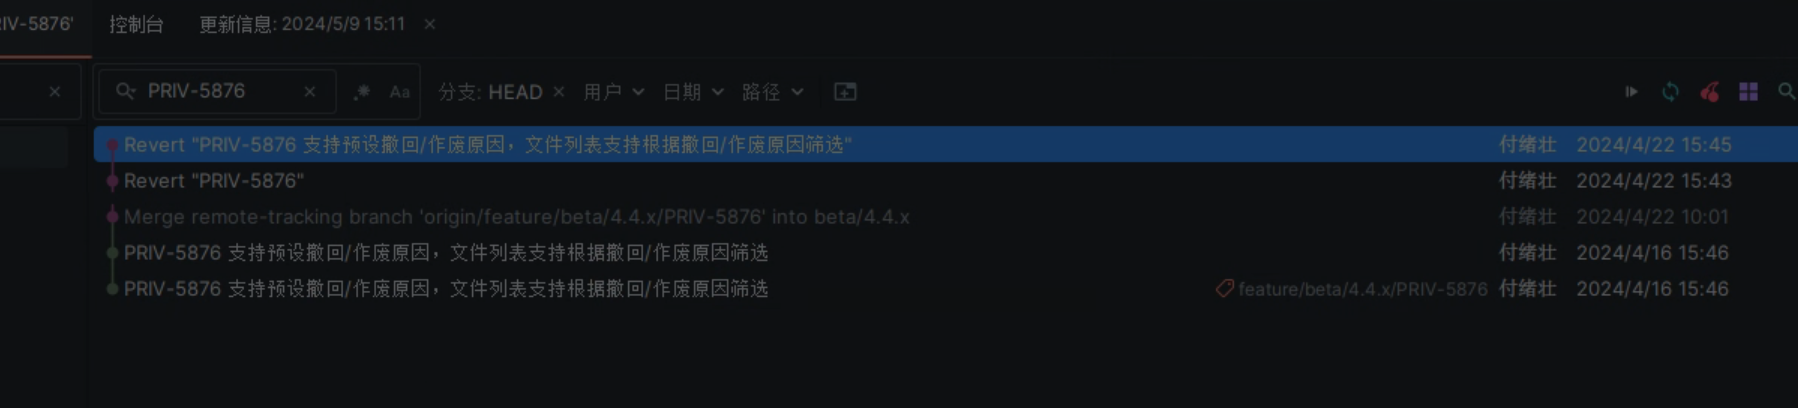 RIV-5876' 控制台 更新信息: 2024/5/9 15:11 ×
× PRIV-5876 × .* Aa 分支: HEAD × 用户 日期 路径
Revert "PRIV-5876 支持预设撤回/作废原因，文件列表支持根据撤回/作废原因筛选" 付绪壮 2024/4/22 15:45
Revert "PRIV-5876" 付绪壮 2024/4/22 15:43
Merge remote-tracking branch 'origin/feature/beta/4.4.x/PRIV-5876' into beta/4.4.x 付绪壮 2024/4/22 10:01
PRIV-5876 支持预设撤回/作废原因，文件列表支持根据撤回/作废原因筛选 付绪壮 2024/4/16 15:46
PRIV-5876 支持预设撤回/作废原因，文件列表支持根据撤回/作废原因筛选 feature/beta/4.4.x/PRIV-5876 付绪壮 2024/4/16 15:46